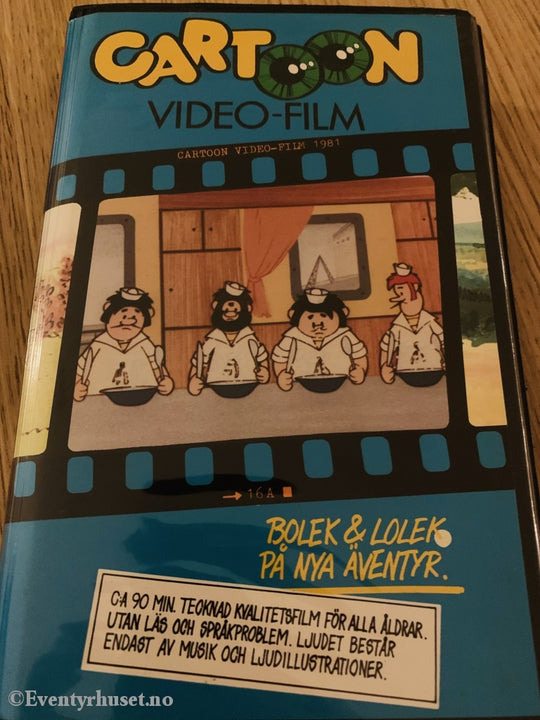 CARTOON
VIDEO-FILM
CARTOON VIDEO-FILM 1981
→ 16A
BOLEK & LOLEK
PÅ NYA ÄVENTYR.
C:A 90 MIN. TECKNAD KVALITETSFILM FÖR ALLA ÅLDRAR.
UTAN LÄS OCH SPRÅKPROBLEM. LJUDET BESTÅR
ENDAST AV MUSIK OCH LJUDILLUSTRATIONER.
©Eventyrhuset.no